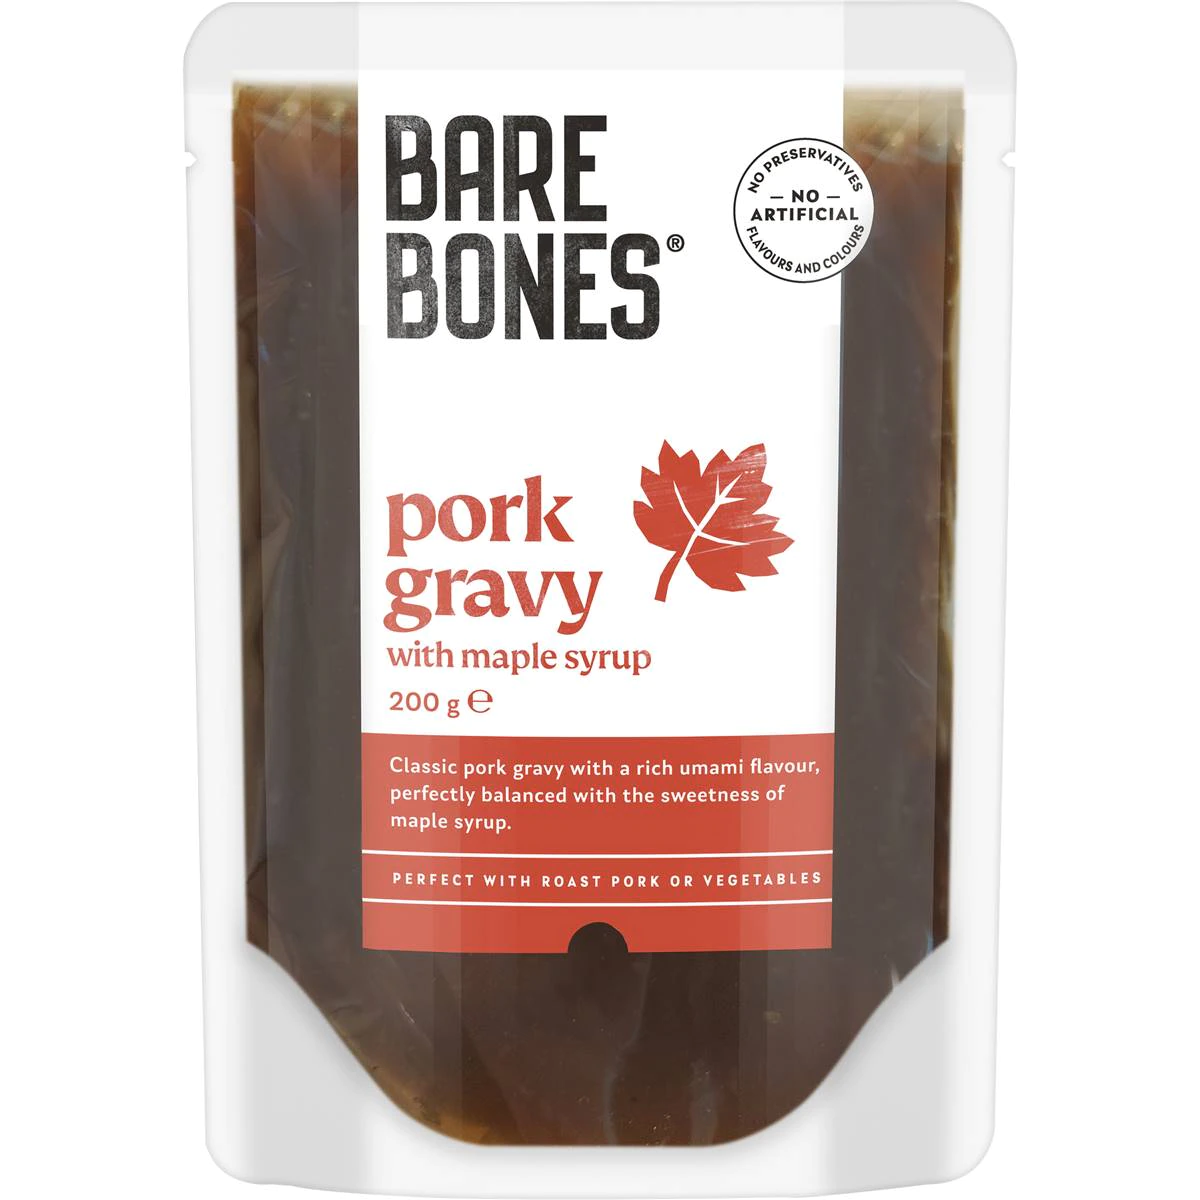 BARE
BONES®
NO PRESERVATIVES
– NO –
ARTIFICIAL
FLAVOURS AND COLOURS
pork
gravy
with maple syrup
200 g ℮
Classic pork gravy with a rich umami flavour,
perfectly balanced with the sweetness of
maple syrup.
PERFECT WITH ROAST PORK OR VEGETABLES